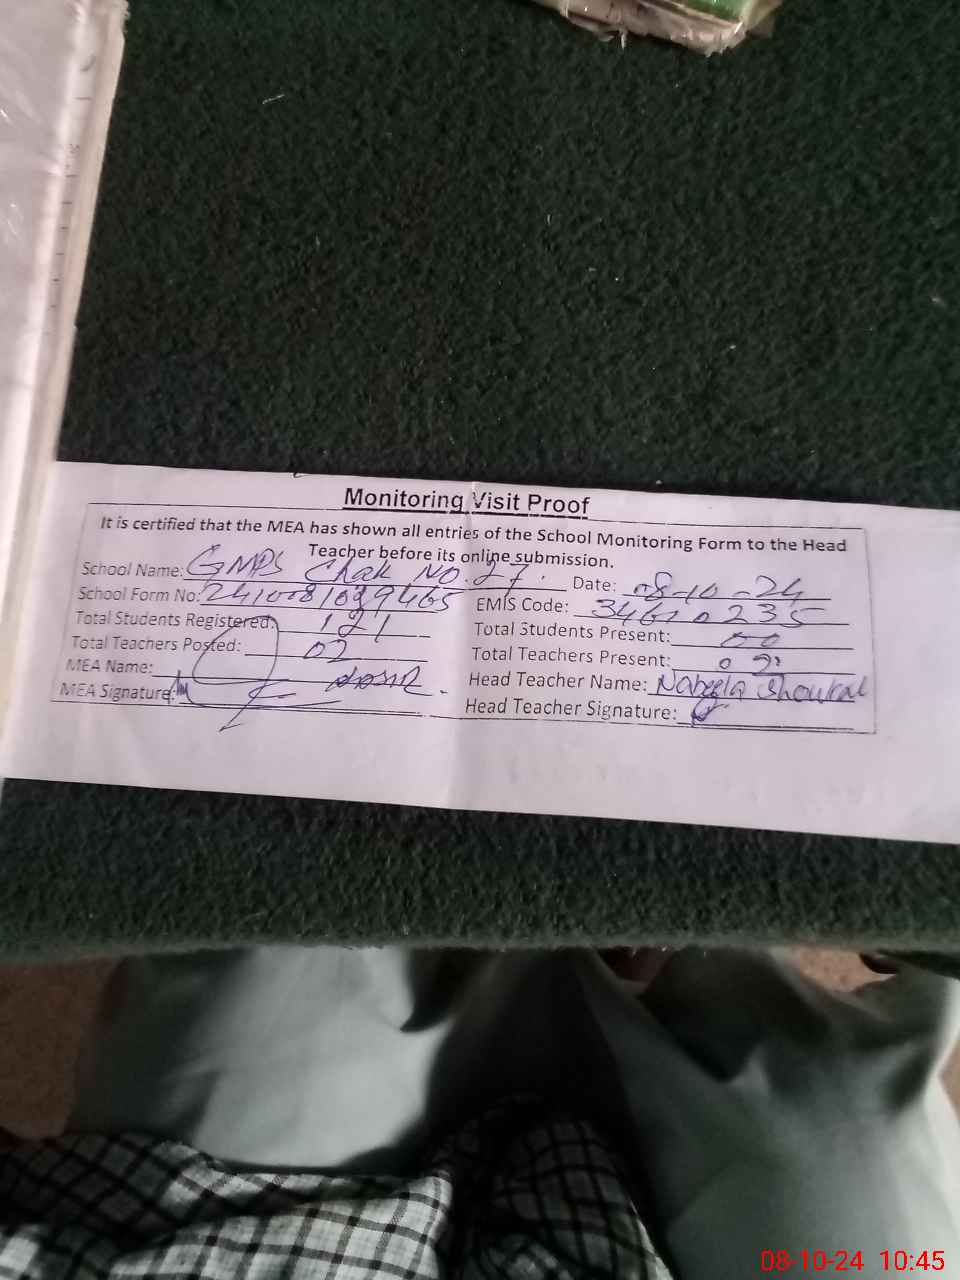 Monitoring Visit Proof
It is certified that the MEA has shown all entries of the School Monitoring Form to the Head
Teacher before its online submission.
School Name: GMPS Chak No. 27. Date: 08-10-24
School Form No: EMIS Code: 34610235
Total Students Registered: 121 Total Students Present: 00
Total Teachers Posted: 02 Total Teachers Present: 02
MEA Name: Head Teacher Name: Nabeela Shoukat
MEA Signature: Head Teacher Signature:
08-10-24 10:45